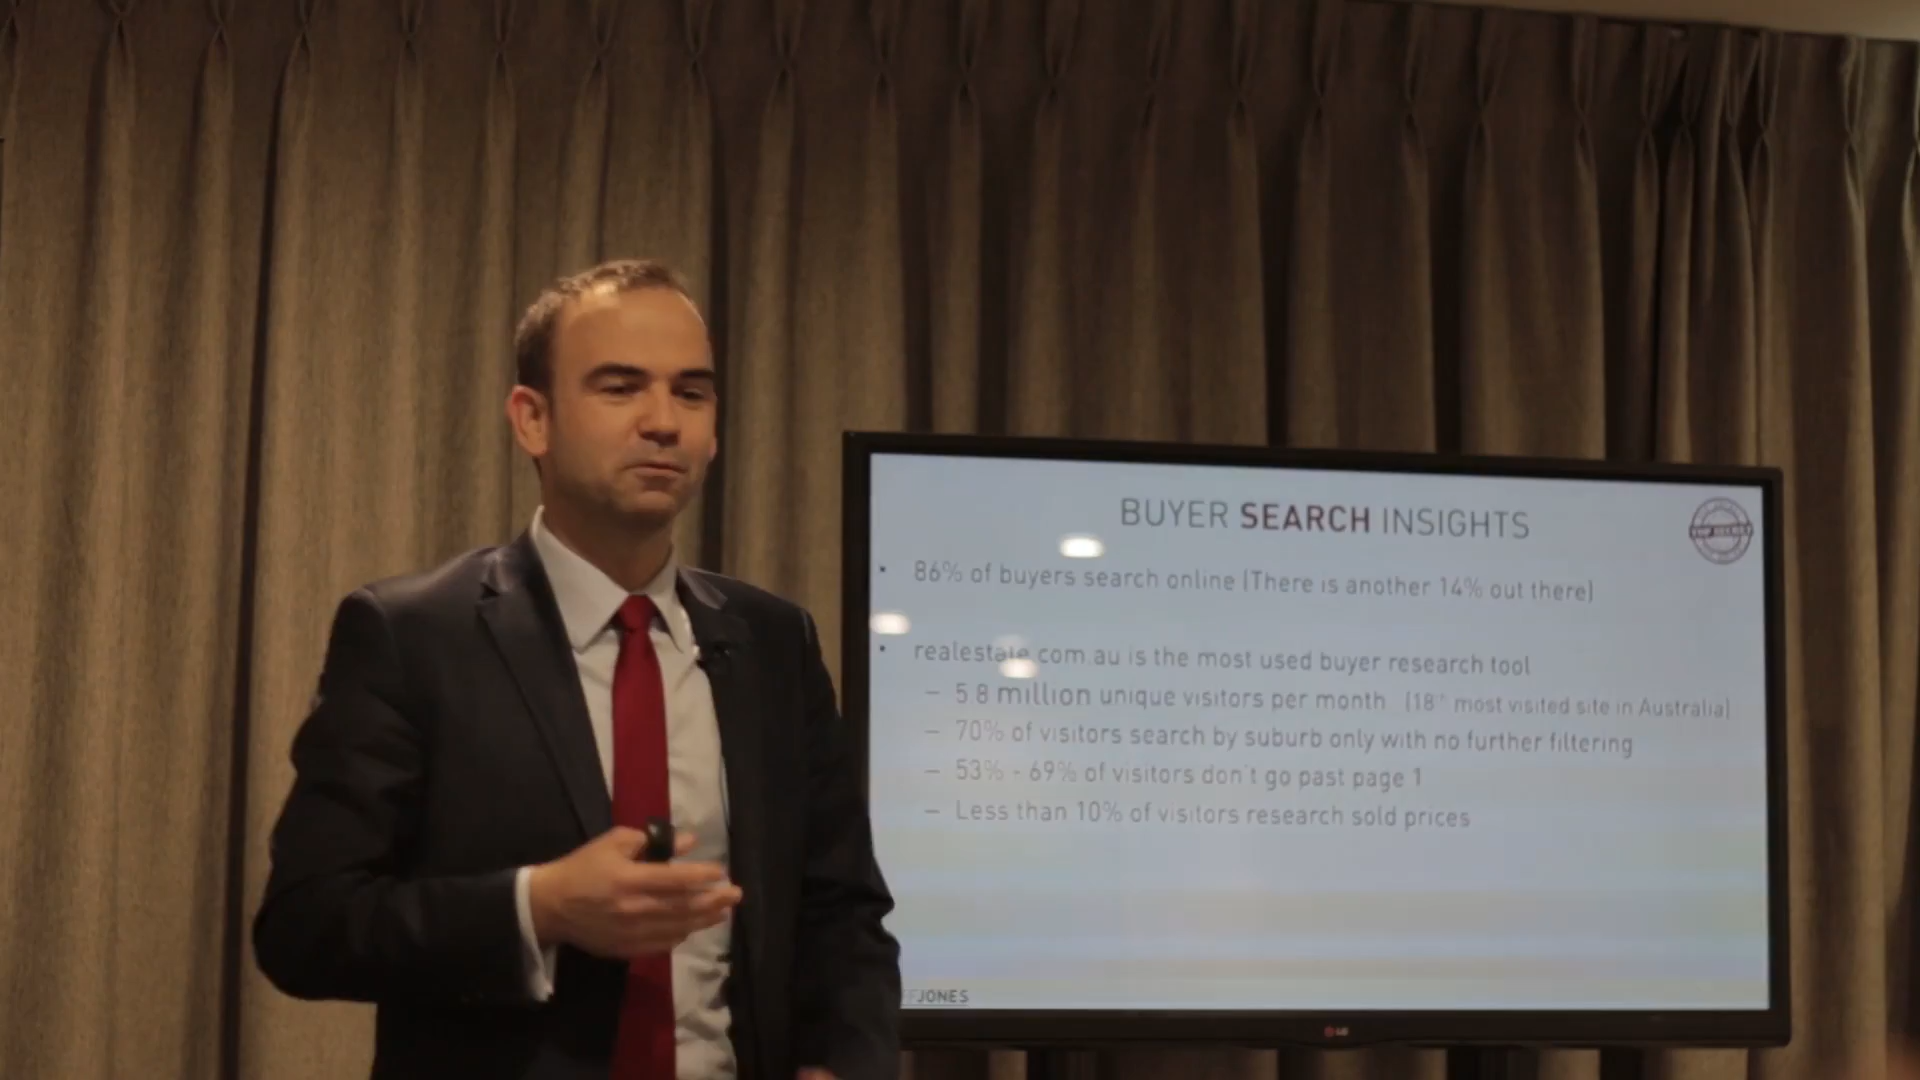 BUYER SEARCH INSIGHTS
• 86% of buyers search online (There is another 14% out there)
• realestate.com.au is the most used buyer research tool
– 5.8 million unique visitors per month (18th most visited site in Australia)
– 70% of visitors search by suburb only with no further filtering
– 53% - 69% of visitors don't go past page 1
– Less than 10% of visitors research sold prices
FJONES
LG